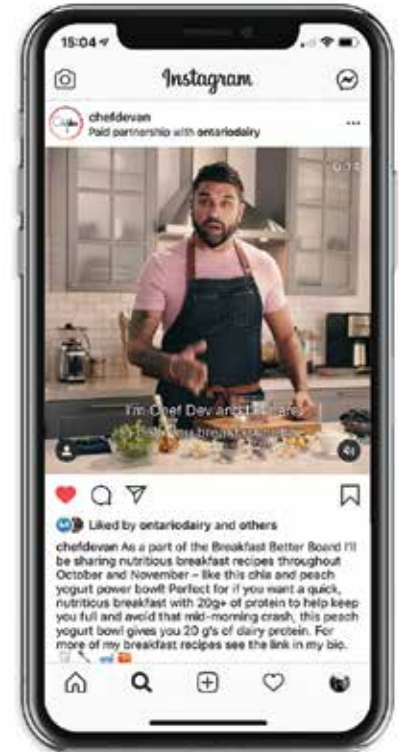 15:04
Instagram
chefdevan
Paid partnership with ontariodairy
I'm Chef Dev and
breakfast
Liked by ontariodairy and others
chefdevan As a part of the Breakfast Better Board I'll
be sharing nutritious breakfast recipes throughout
October and November – like this chia and peach
yogurt power bowl! Perfect for if you want a quick,
nutritious breakfast with 20g+ of protein to help keep
you full and avoid that mid-morning crash, this peach
yogurt bowl gives you 20 g's of dairy protein. For
more of my breakfast recipes see the link in my bio.